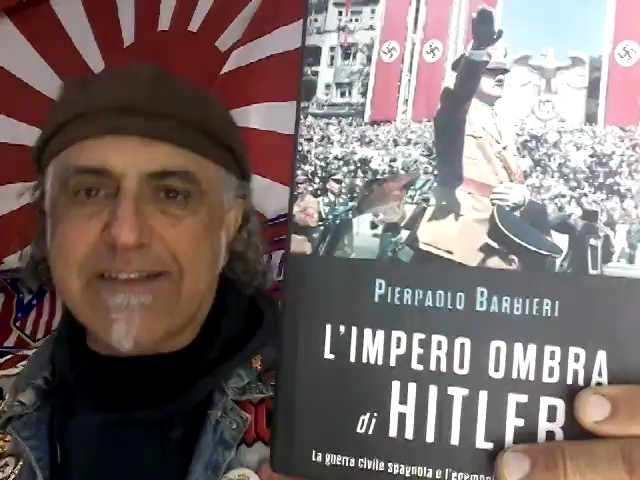 PIERPAOLO BARBIERI
L'IMPERO OMBRA
di HITLER
La guerra civile spagnola e